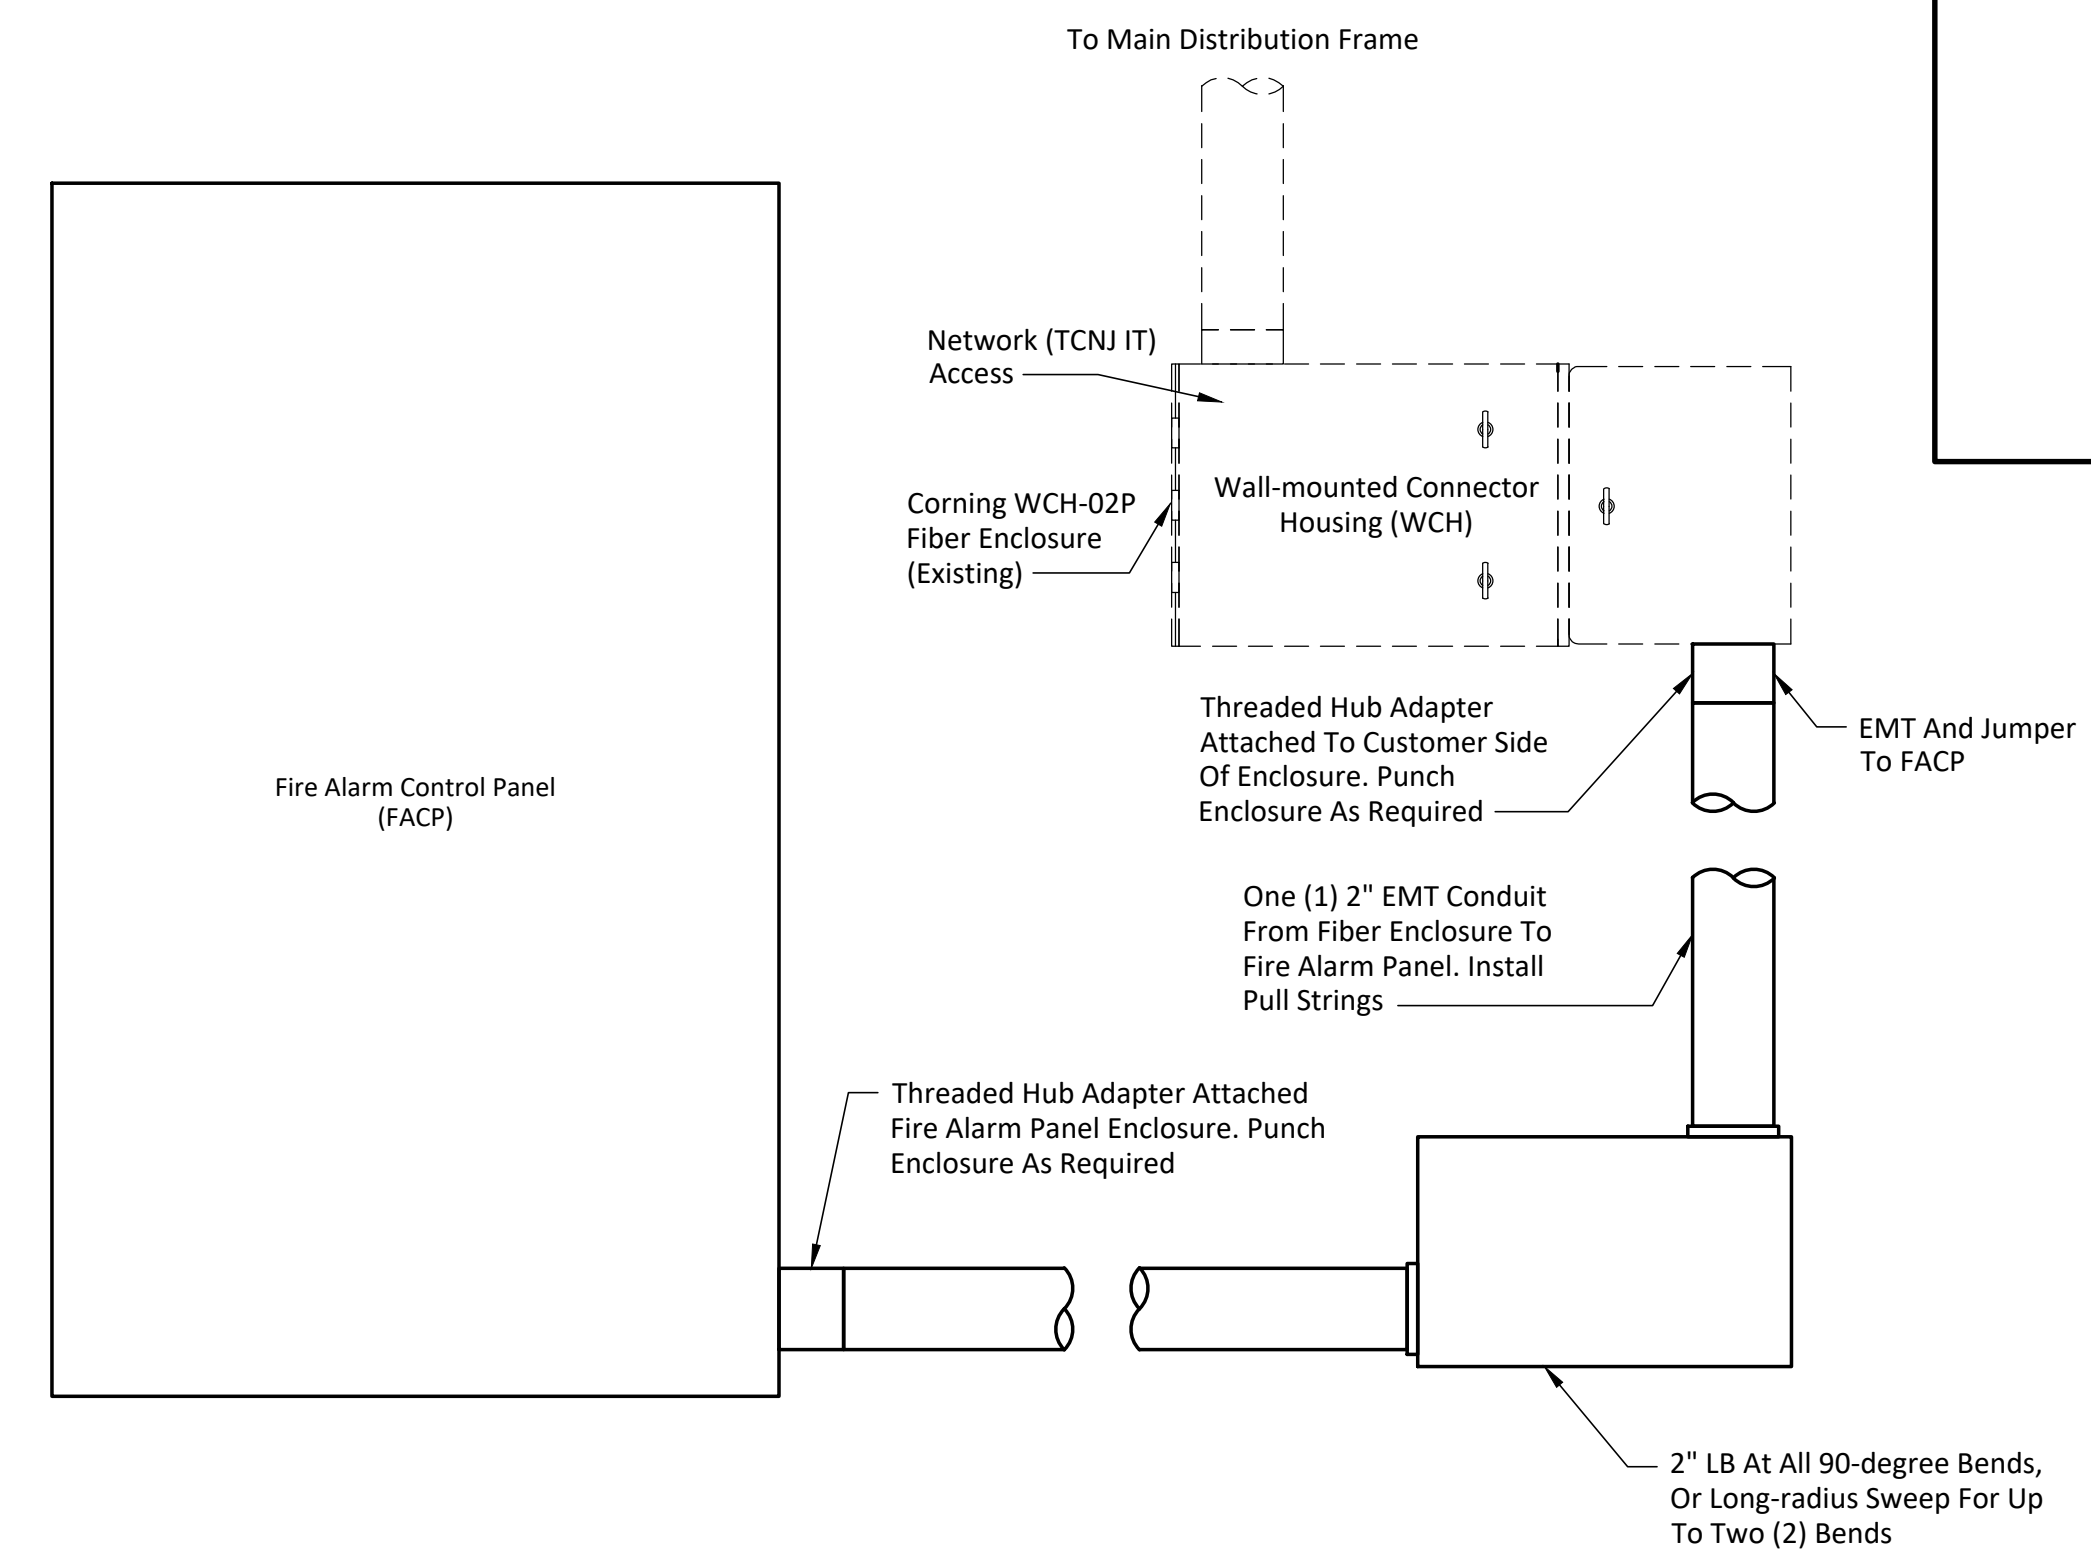 To Main Distribution Frame
Network (TCNJ IT)
Access
Corning WCH-02P
Fiber Enclosure
(Existing)
Wall-mounted Connector
Housing (WCH)
Threaded Hub Adapter
Attached To Customer Side
Of Enclosure. Punch
Enclosure As Required
EMT And Jumper
To FACP
Fire Alarm Control Panel
(FACP)
One (1) 2" EMT Conduit
From Fiber Enclosure To
Fire Alarm Panel. Install
Pull Strings
Threaded Hub Adapter Attached
Fire Alarm Panel Enclosure. Punch
Enclosure As Required
2" LB At All 90-degree Bends,
Or Long-radius Sweep For Up
To Two (2) Bends